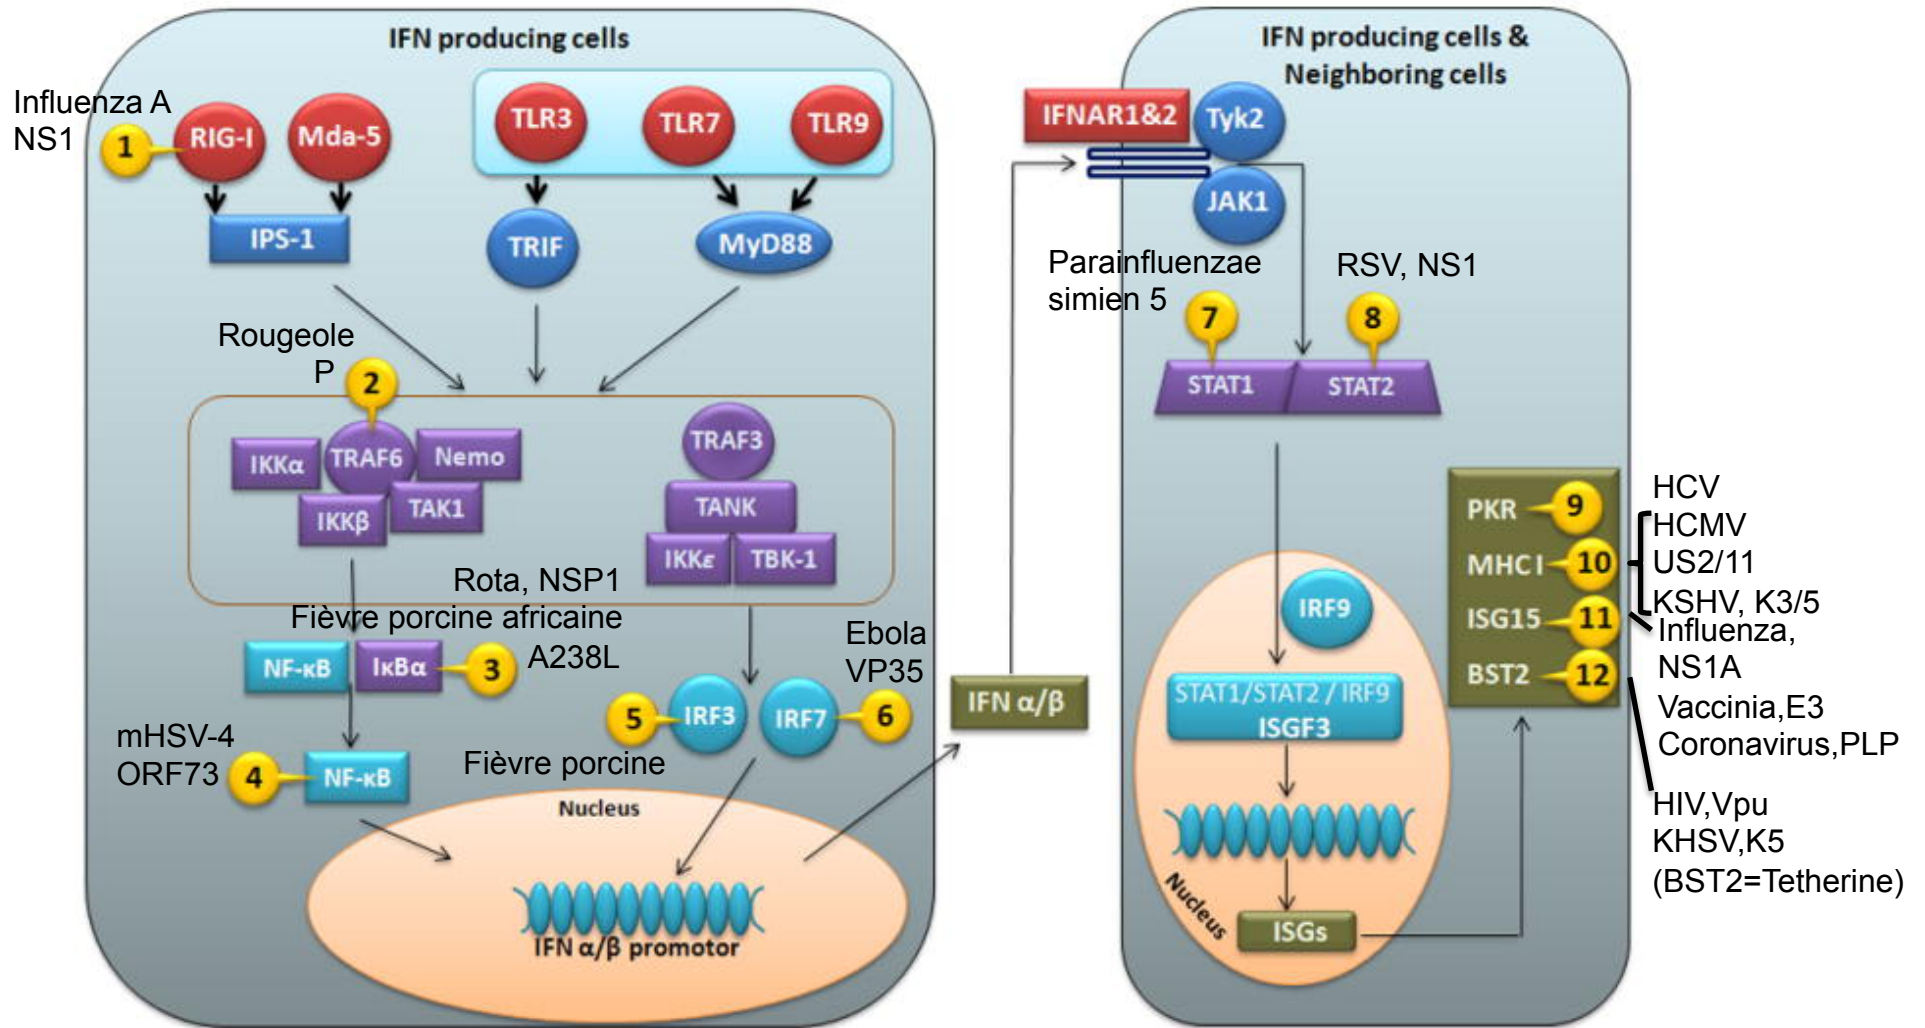 IFN producing cells
Influenza A
NS1
1
RIG-I
Mda-5
TLR3
TLR7
TLR9
IPS-1
TRIF
MyD88
Rougeole
P
2
IKKα
TRAF6
Nemo
IKKβ
TAK1
TRAF3
TANK
IKKε
TBK-1
Rota, NSP1
Fièvre porcine africaine
A238L
NF-κB
IκBα
3
mHSV-4
ORF73
4
NF-κB
Ebola
VP35
5
IRF3
IRF7
6
Fièvre porcine
Nucleus
IFN α/β promotor
IFN α/β
IFN producing cells &
Neighboring cells
IFNAR1&2
Tyk2
JAK1
Parainfluenzae
simien 5
RSV, NS1
7
8
STAT1
STAT2
IRF9
STAT1/STAT2 / IRF9
ISGF3
Nucleus
ISGs
PKR
9
MHC I
10
ISG15
11
BST2
12
HCV
HCMV
US2/11
KSHV, K3/5
Influenza,
NS1A
Vaccinia,E3
Coronavirus,PLP
HIV,Vpu
KHSV,K5
(BST2=Tetherine)